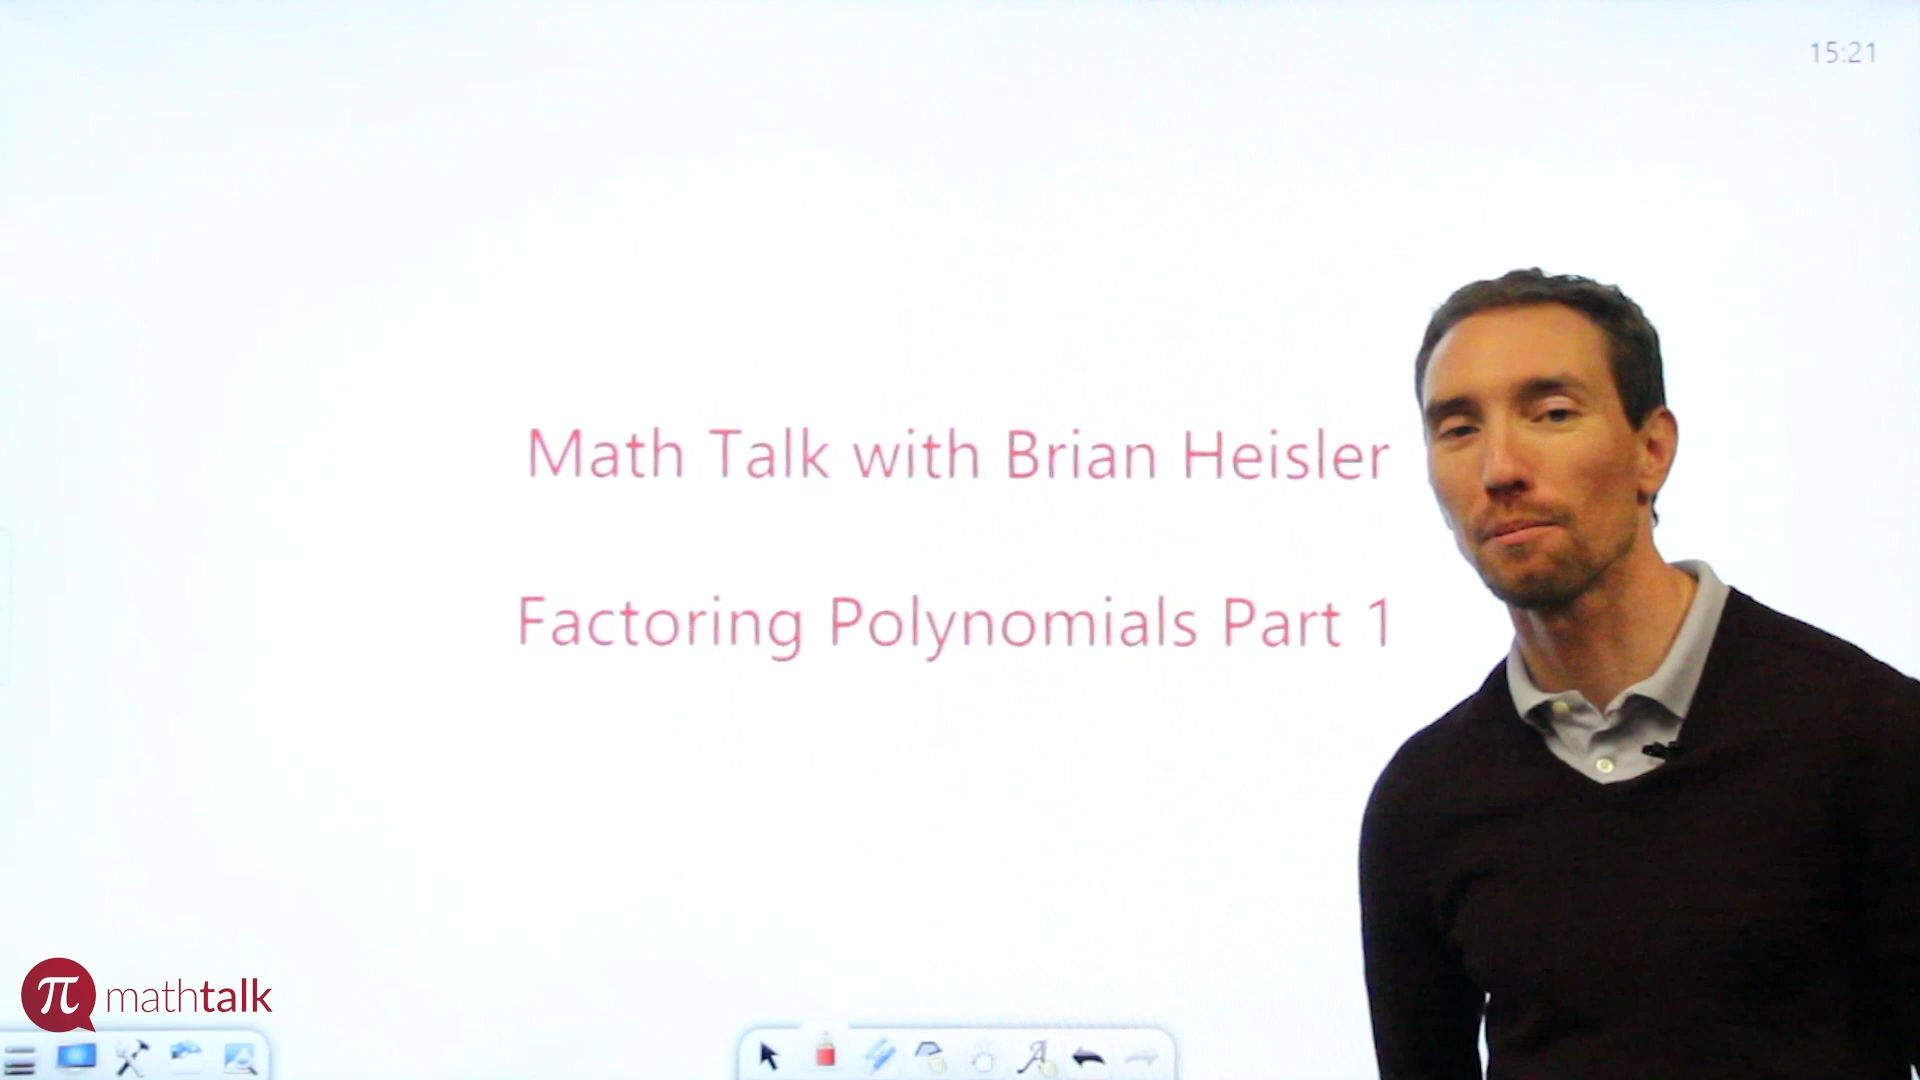 15:21
Math Talk with Brian Heisler
Factoring Polynomials Part 1
π mathtalk